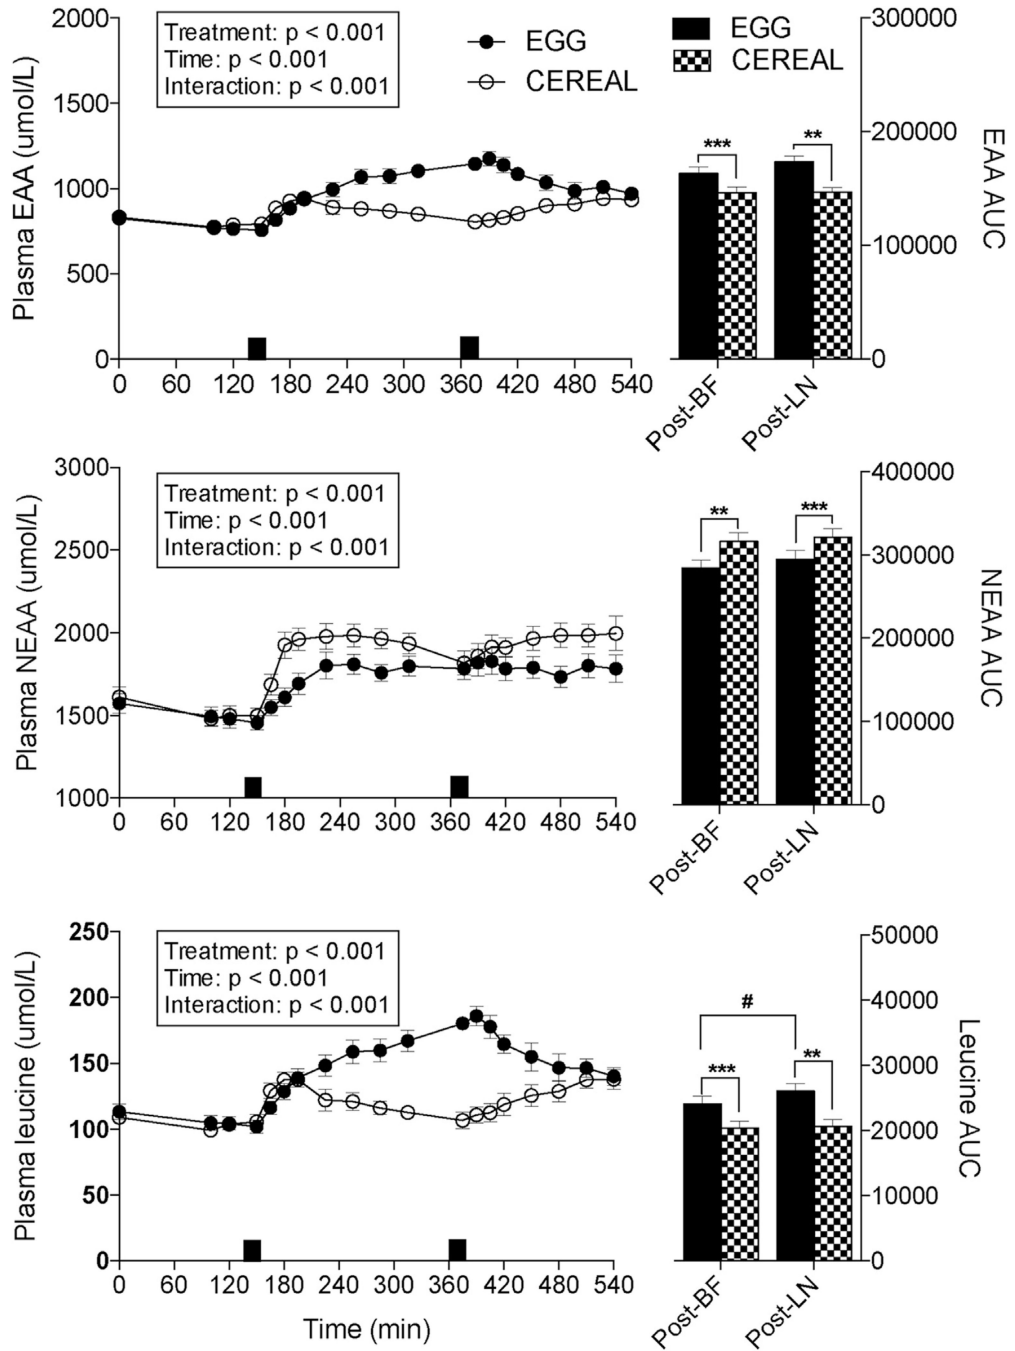 2000
1500
1000
500
0
Plasma EAA (umol/L)
Treatment: p < 0.001
Time: p < 0.001
Interaction: p < 0.001
EGG
CEREAL
0 60 120 180 240 300 360 420 480 540
EGG
CEREAL
*** **
300000
200000
100000
0
EAA AUC
Post-BF
Post-LN
3000
2500
2000
1500
1000
Plasma NEAA (umol/L)
Treatment: p < 0.001
Time: p < 0.001
Interaction: p < 0.001
0 60 120 180 240 300 360 420 480 540
** ***
400000
300000
200000
100000
0
NEAA AUC
Post-BF
Post-LN
250
200
150
100
50
0
Plasma leucine (umol/L)
Treatment: p < 0.001
Time: p < 0.001
Interaction: p < 0.001
0 60 120 180 240 300 360 420 480 540
Time (min)
#
*** **
50000
40000
30000
20000
10000
0
Leucine AUC
Post-BF
Post-LN